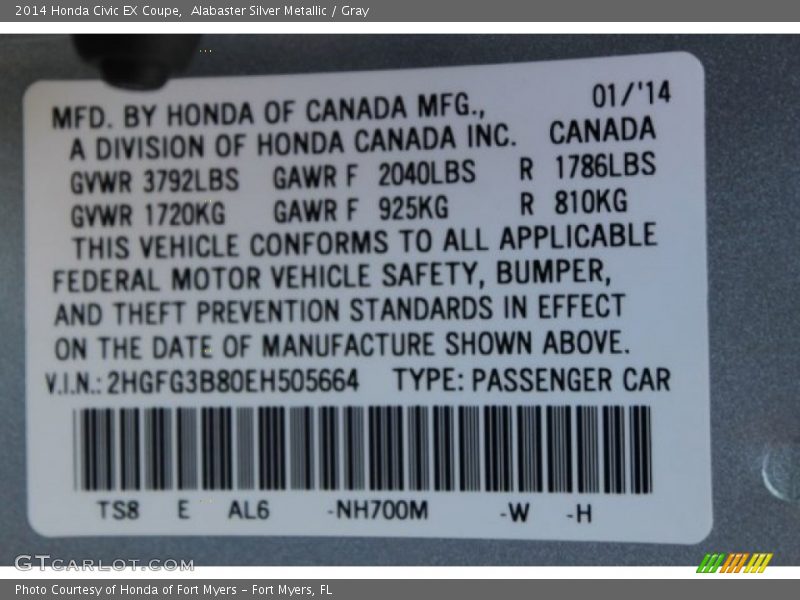 2014 Honda Civic EX Coupe,  Alabaster Silver Metallic / Gray
MFD. BY HONDA OF CANADA MFG., 01/'14
A DIVISION OF HONDA CANADA INC. CANADA
GVWR 3792LBS GAWR F 2040LBS R 1786LBS
GVWR 1720KG GAWR F 925KG R 810KG
THIS VEHICLE CONFORMS TO ALL APPLICABLE
FEDERAL MOTOR VEHICLE SAFETY, BUMPER,
AND THEFT PREVENTION STANDARDS IN EFFECT
ON THE DATE OF MANUFACTURE SHOWN ABOVE.
V.I.N.: 2HGFG3B80EH505664 TYPE: PASSENGER CAR
TS8 E AL6 -NH700M -W -H
GTCARLOT.COM
Photo Courtesy of Honda of Fort Myers – Fort Myers, FL